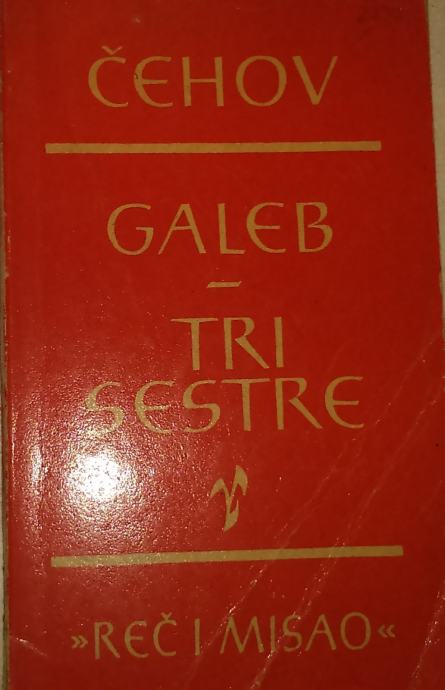 ČEHOV
GALEB
–
TRI
SESTRE
»REČ I MISAO«